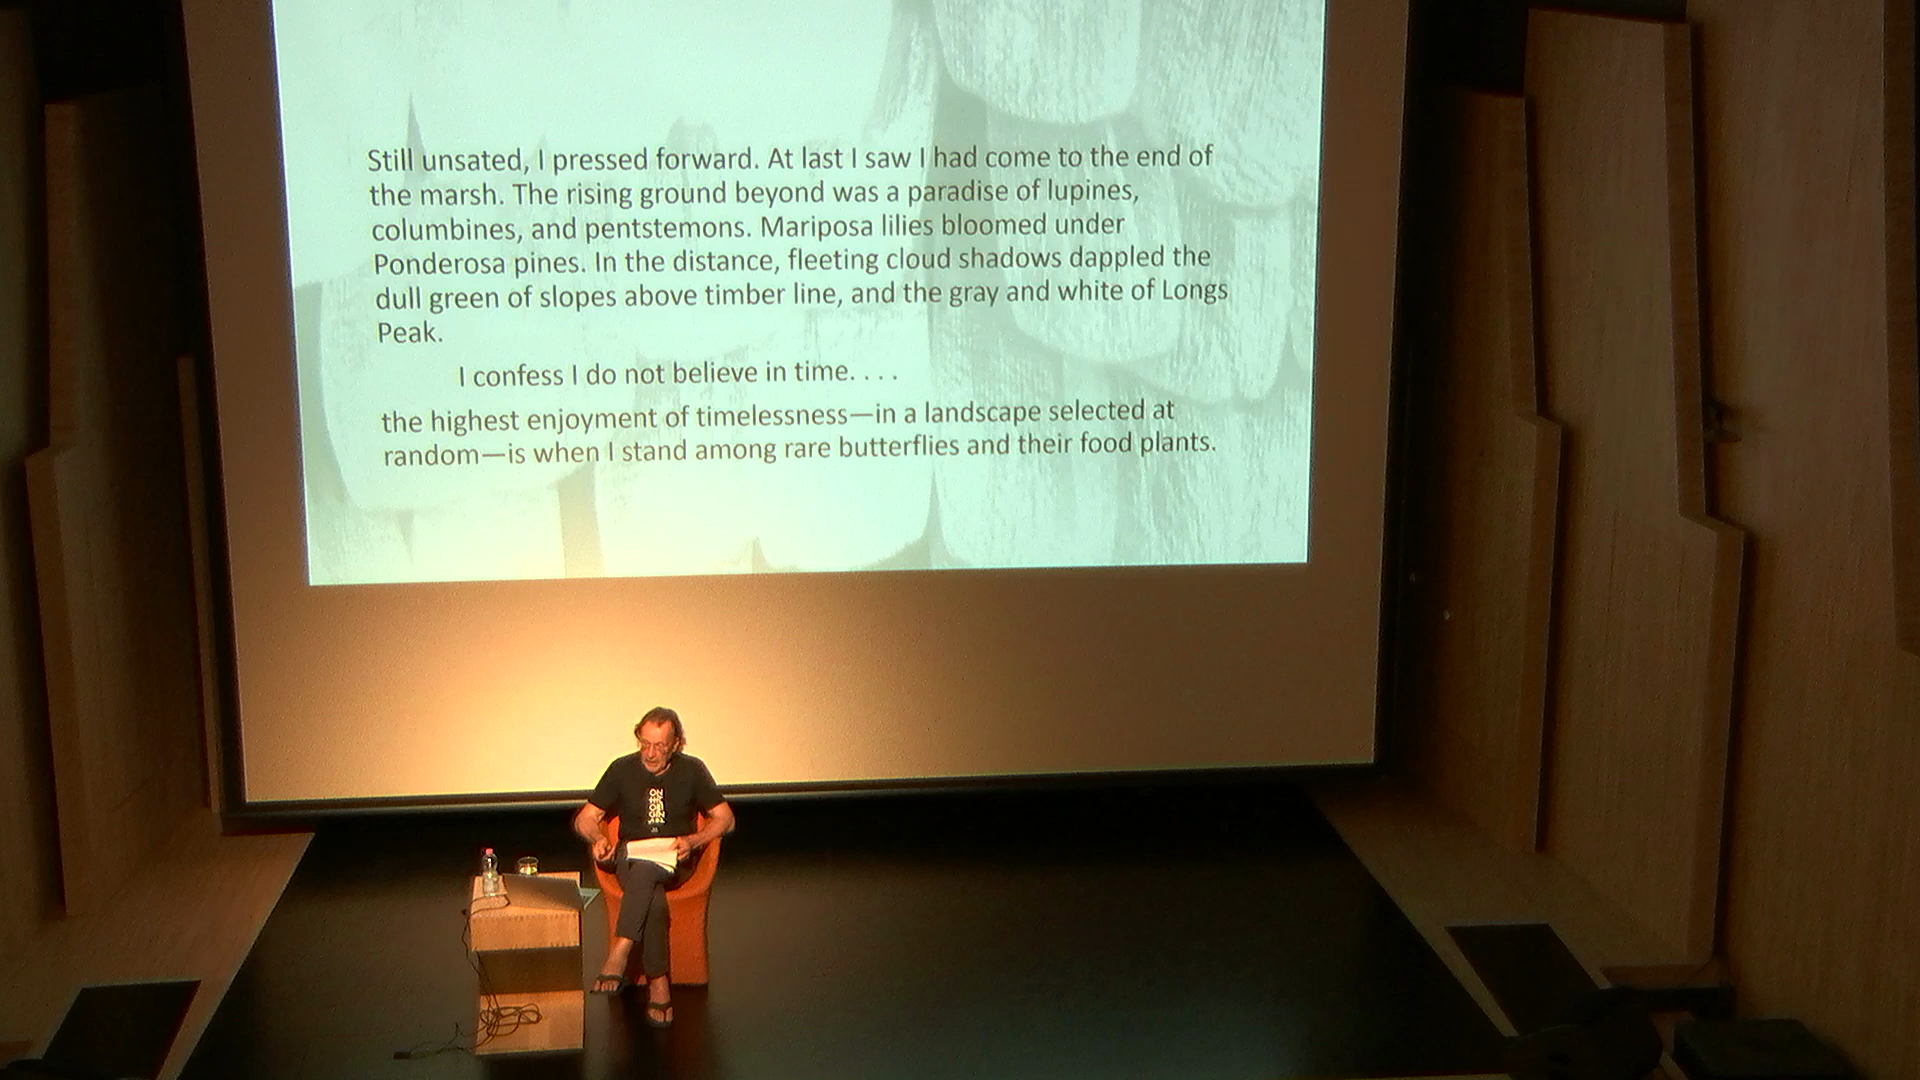 Still unsated, I pressed forward. At last I saw I had come to the end of
the marsh. The rising ground beyond was a paradise of lupines,
columbines, and pentstemons. Mariposa lilies bloomed under
Ponderosa pines. In the distance, fleeting cloud shadows dappled the
dull green of slopes above timber line, and the gray and white of Longs
Peak.
I confess I do not believe in time. . . .
the highest enjoyment of timelessness—in a landscape selected at
random—is when I stand among rare butterflies and their food plants.
ON